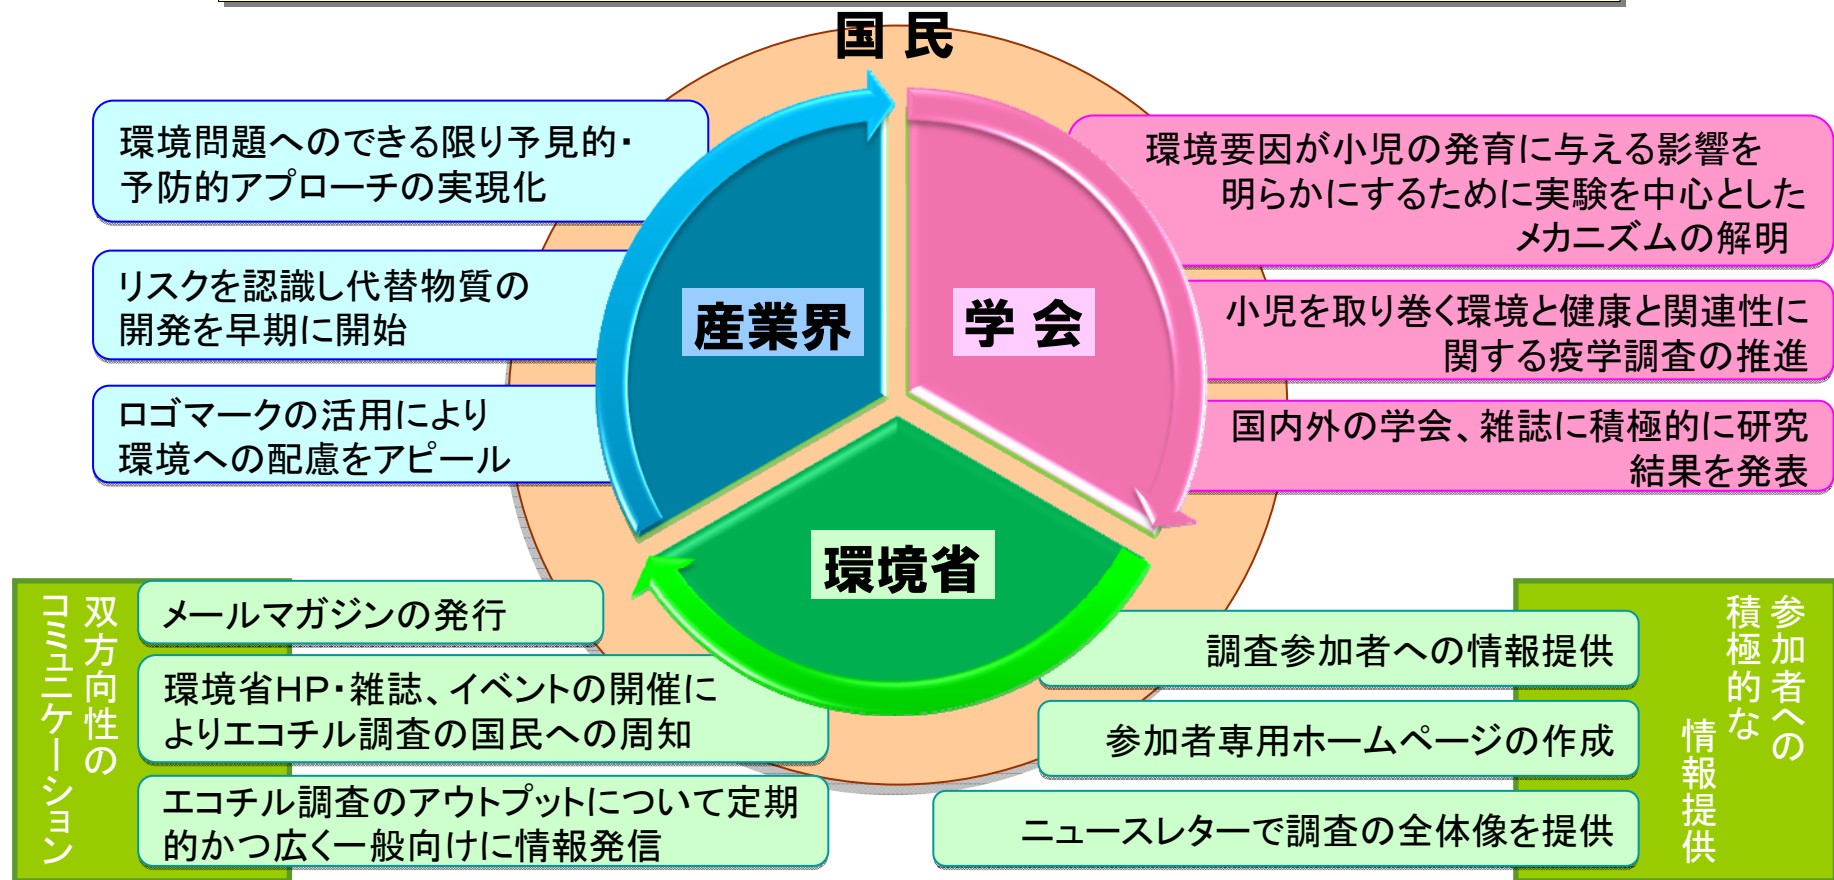 国 民
環境問題へのできる限り予見的・
予防的アプローチの実現化
リスクを認識し代替物質の
開発を早期に開始
ロゴマークの活用により
環境への配慮をアピール
産業界
学 会
環境省
環境要因が小児の発育に与える影響を
明らかにするために実験を中心とした
メカニズムの解明
小児を取り巻く環境と健康と関連性に
関する疫学調査の推進
国内外の学会、雑誌に積極的に研究
結果を発表
双方向性の
コミュニケーション
メールマガジンの発行
環境省HP・雑誌、イベントの開催に
よりエコチル調査の国民への周知
エコチル調査のアウトプットについて定期
的かつ広く一般向けに情報発信
調査参加者への情報提供
参加者専用ホームページの作成
ニュースレターで調査の全体像を提供
参加者への
積極的な
情報提供